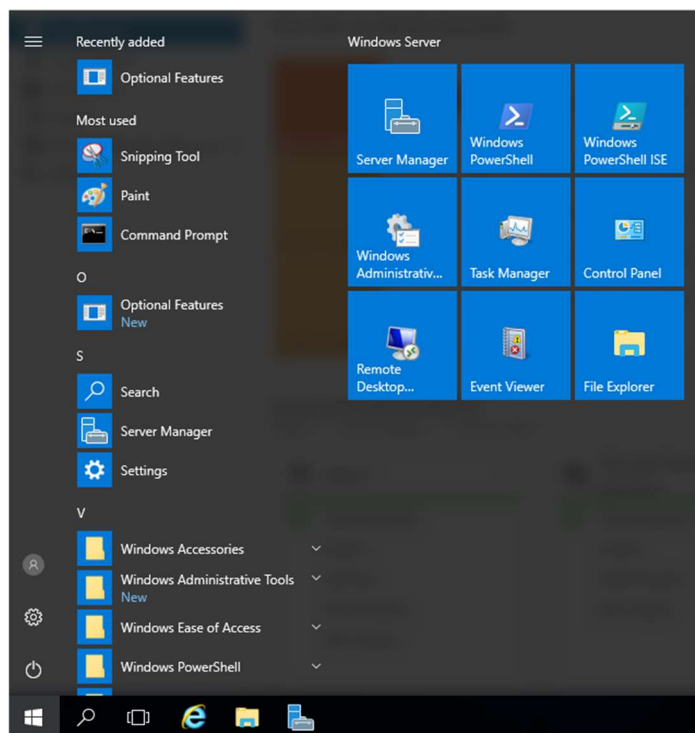 Recently added
Optional Features
Most used
Snipping Tool
Paint
Command Prompt
O
Optional Features
New
S
Search
Server Manager
Settings
V
Windows Accessories
Windows Administrative Tools
New
Windows Ease of Access
Windows PowerShell
Windows Server
Server Manager
Windows
PowerShell
Windows
PowerShell ISE
Windows
Administrativ...
Task Manager
Control Panel
Remote
Desktop...
Event Viewer
File Explorer